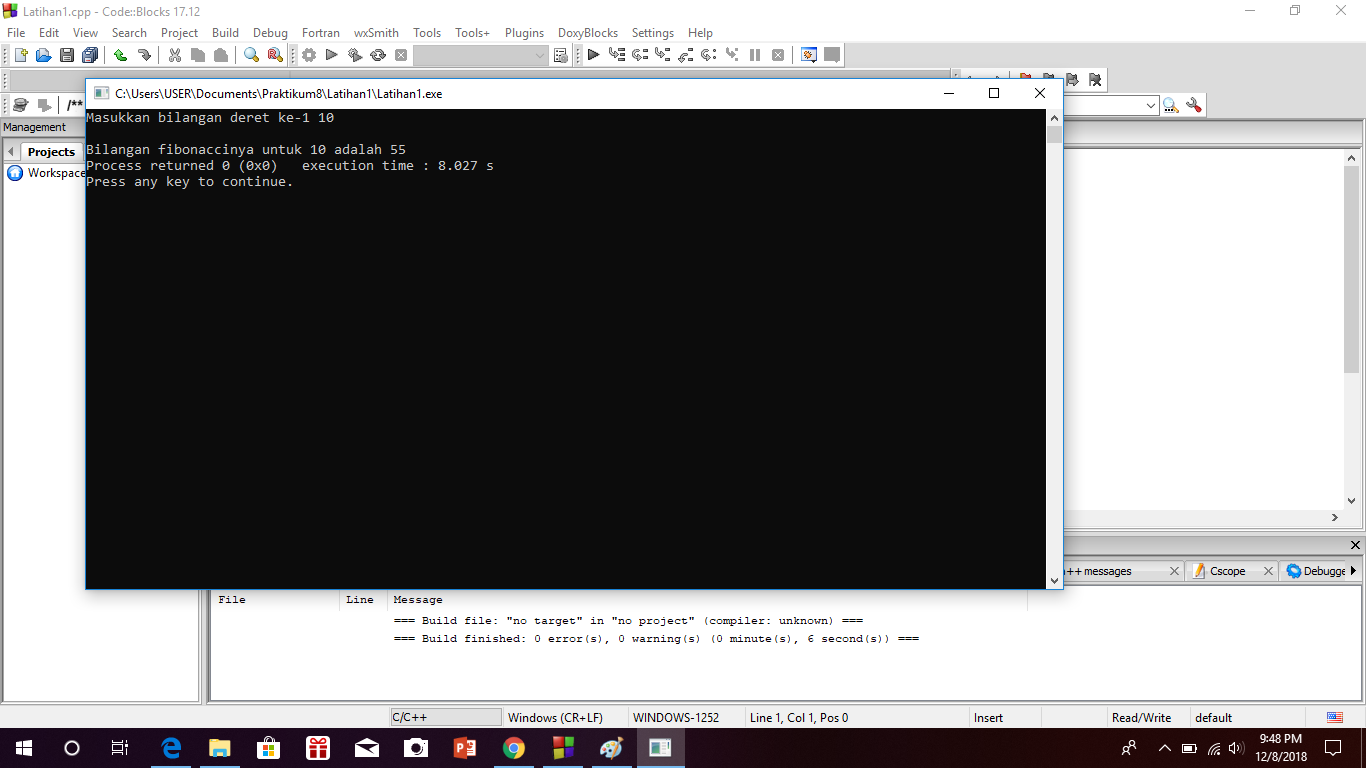 Latihan1.cpp - Code::Blocks 17.12
File Edit View Search Project Build Debug Fortran wxSmith Tools Tools+ Plugins DoxyBlocks Settings Help
/**
C:\Users\USER\Documents\Praktikum8\Latihan1\Latihan1.exe
Management
Projects
Workspace
Masukkan bilangan deret ke-1 10
Bilangan fibonaccinya untuk 10 adalah 55
Process returned 0 (0x0)   execution time : 8.027 s
Press any key to continue.
++ messages Cscope Debugge
File Line Message
=== Build file: "no target" in "no project" (compiler: unknown) ===
=== Build finished: 0 error(s), 0 warning(s) (0 minute(s), 6 second(s)) ===
C/C++ Windows (CR+LF) WINDOWS-1252 Line 1, Col 1, Pos 0 Insert Read/Write default
9:48 PM
12/8/2018